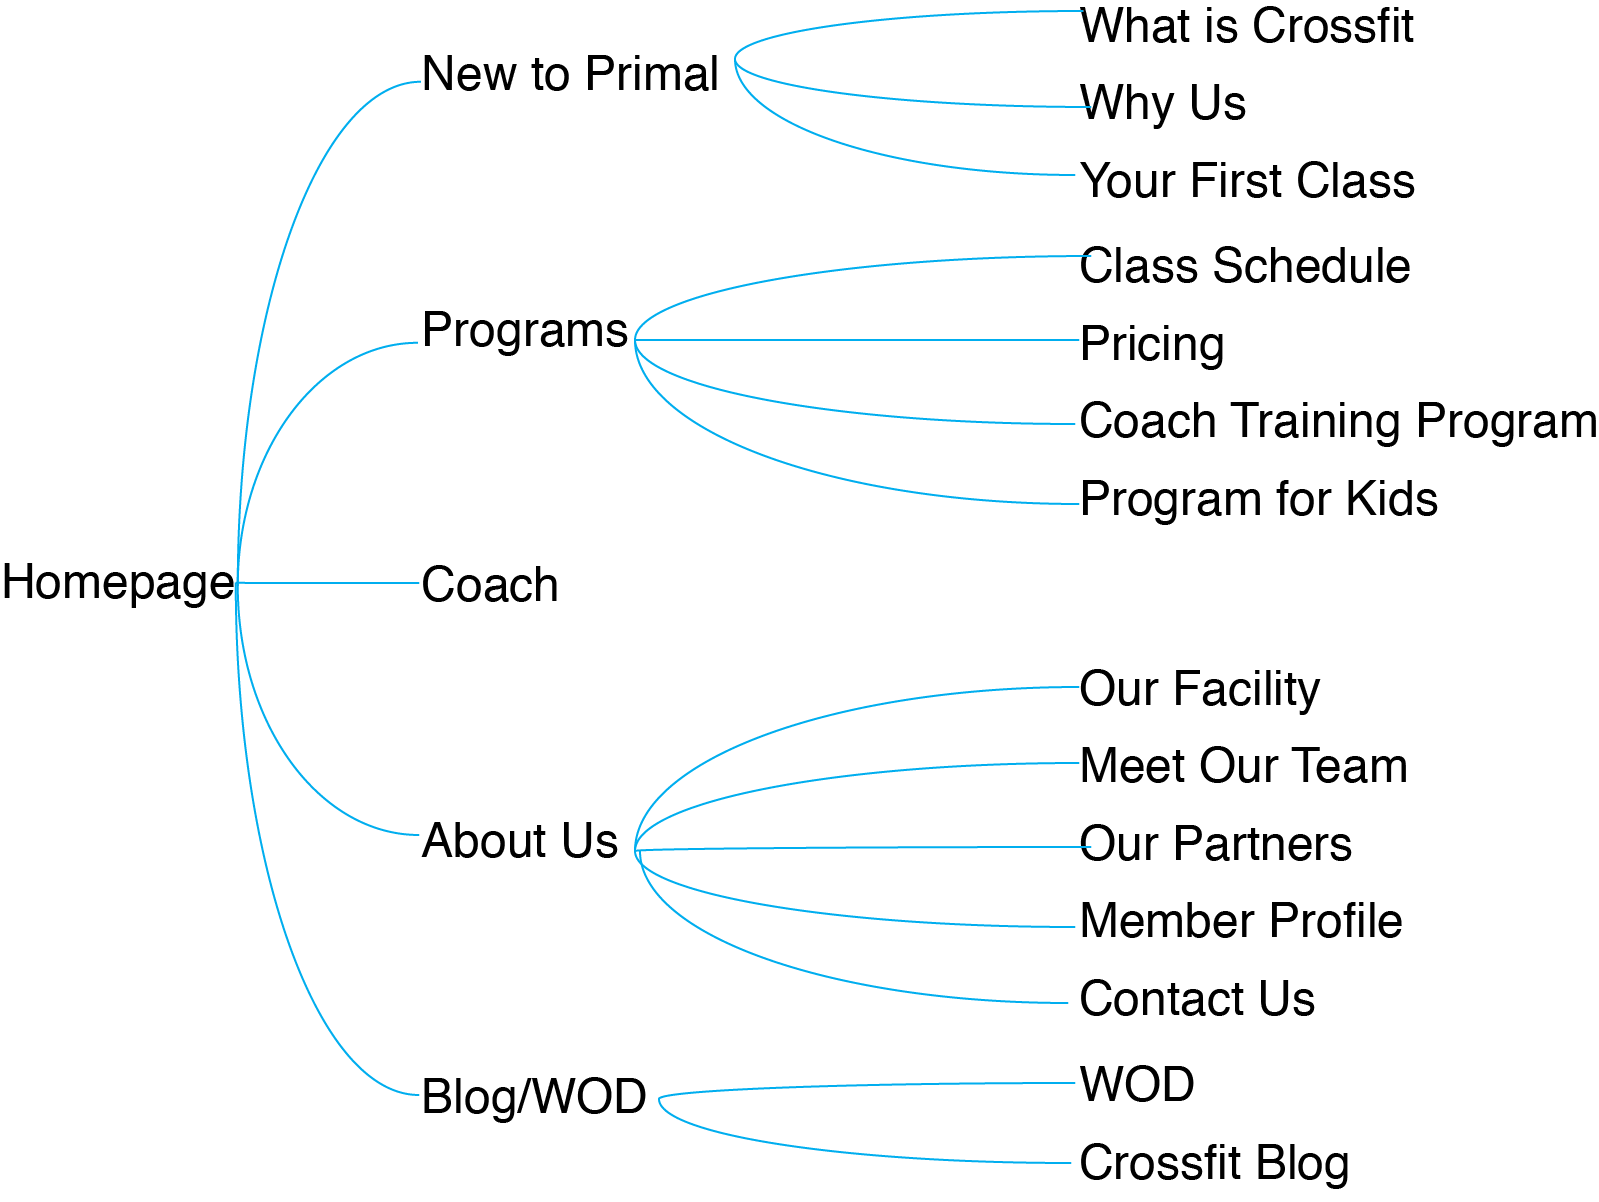 Homepage
New to Primal
What is Crossfit
Why Us
Your First Class
Programs
Class Schedule
Pricing
Coach Training Program
Program for Kids
Coach
About Us
Our Facility
Meet Our Team
Our Partners
Member Profile
Contact Us
Blog/WOD
WOD
Crossfit Blog